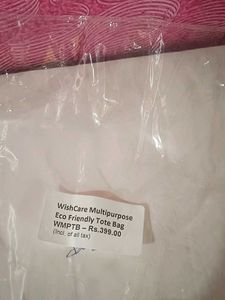 WishCare Multipurpose
Eco Friendly Tote Bag
WMPTB – Rs.399.00
(Incl. of all tax)